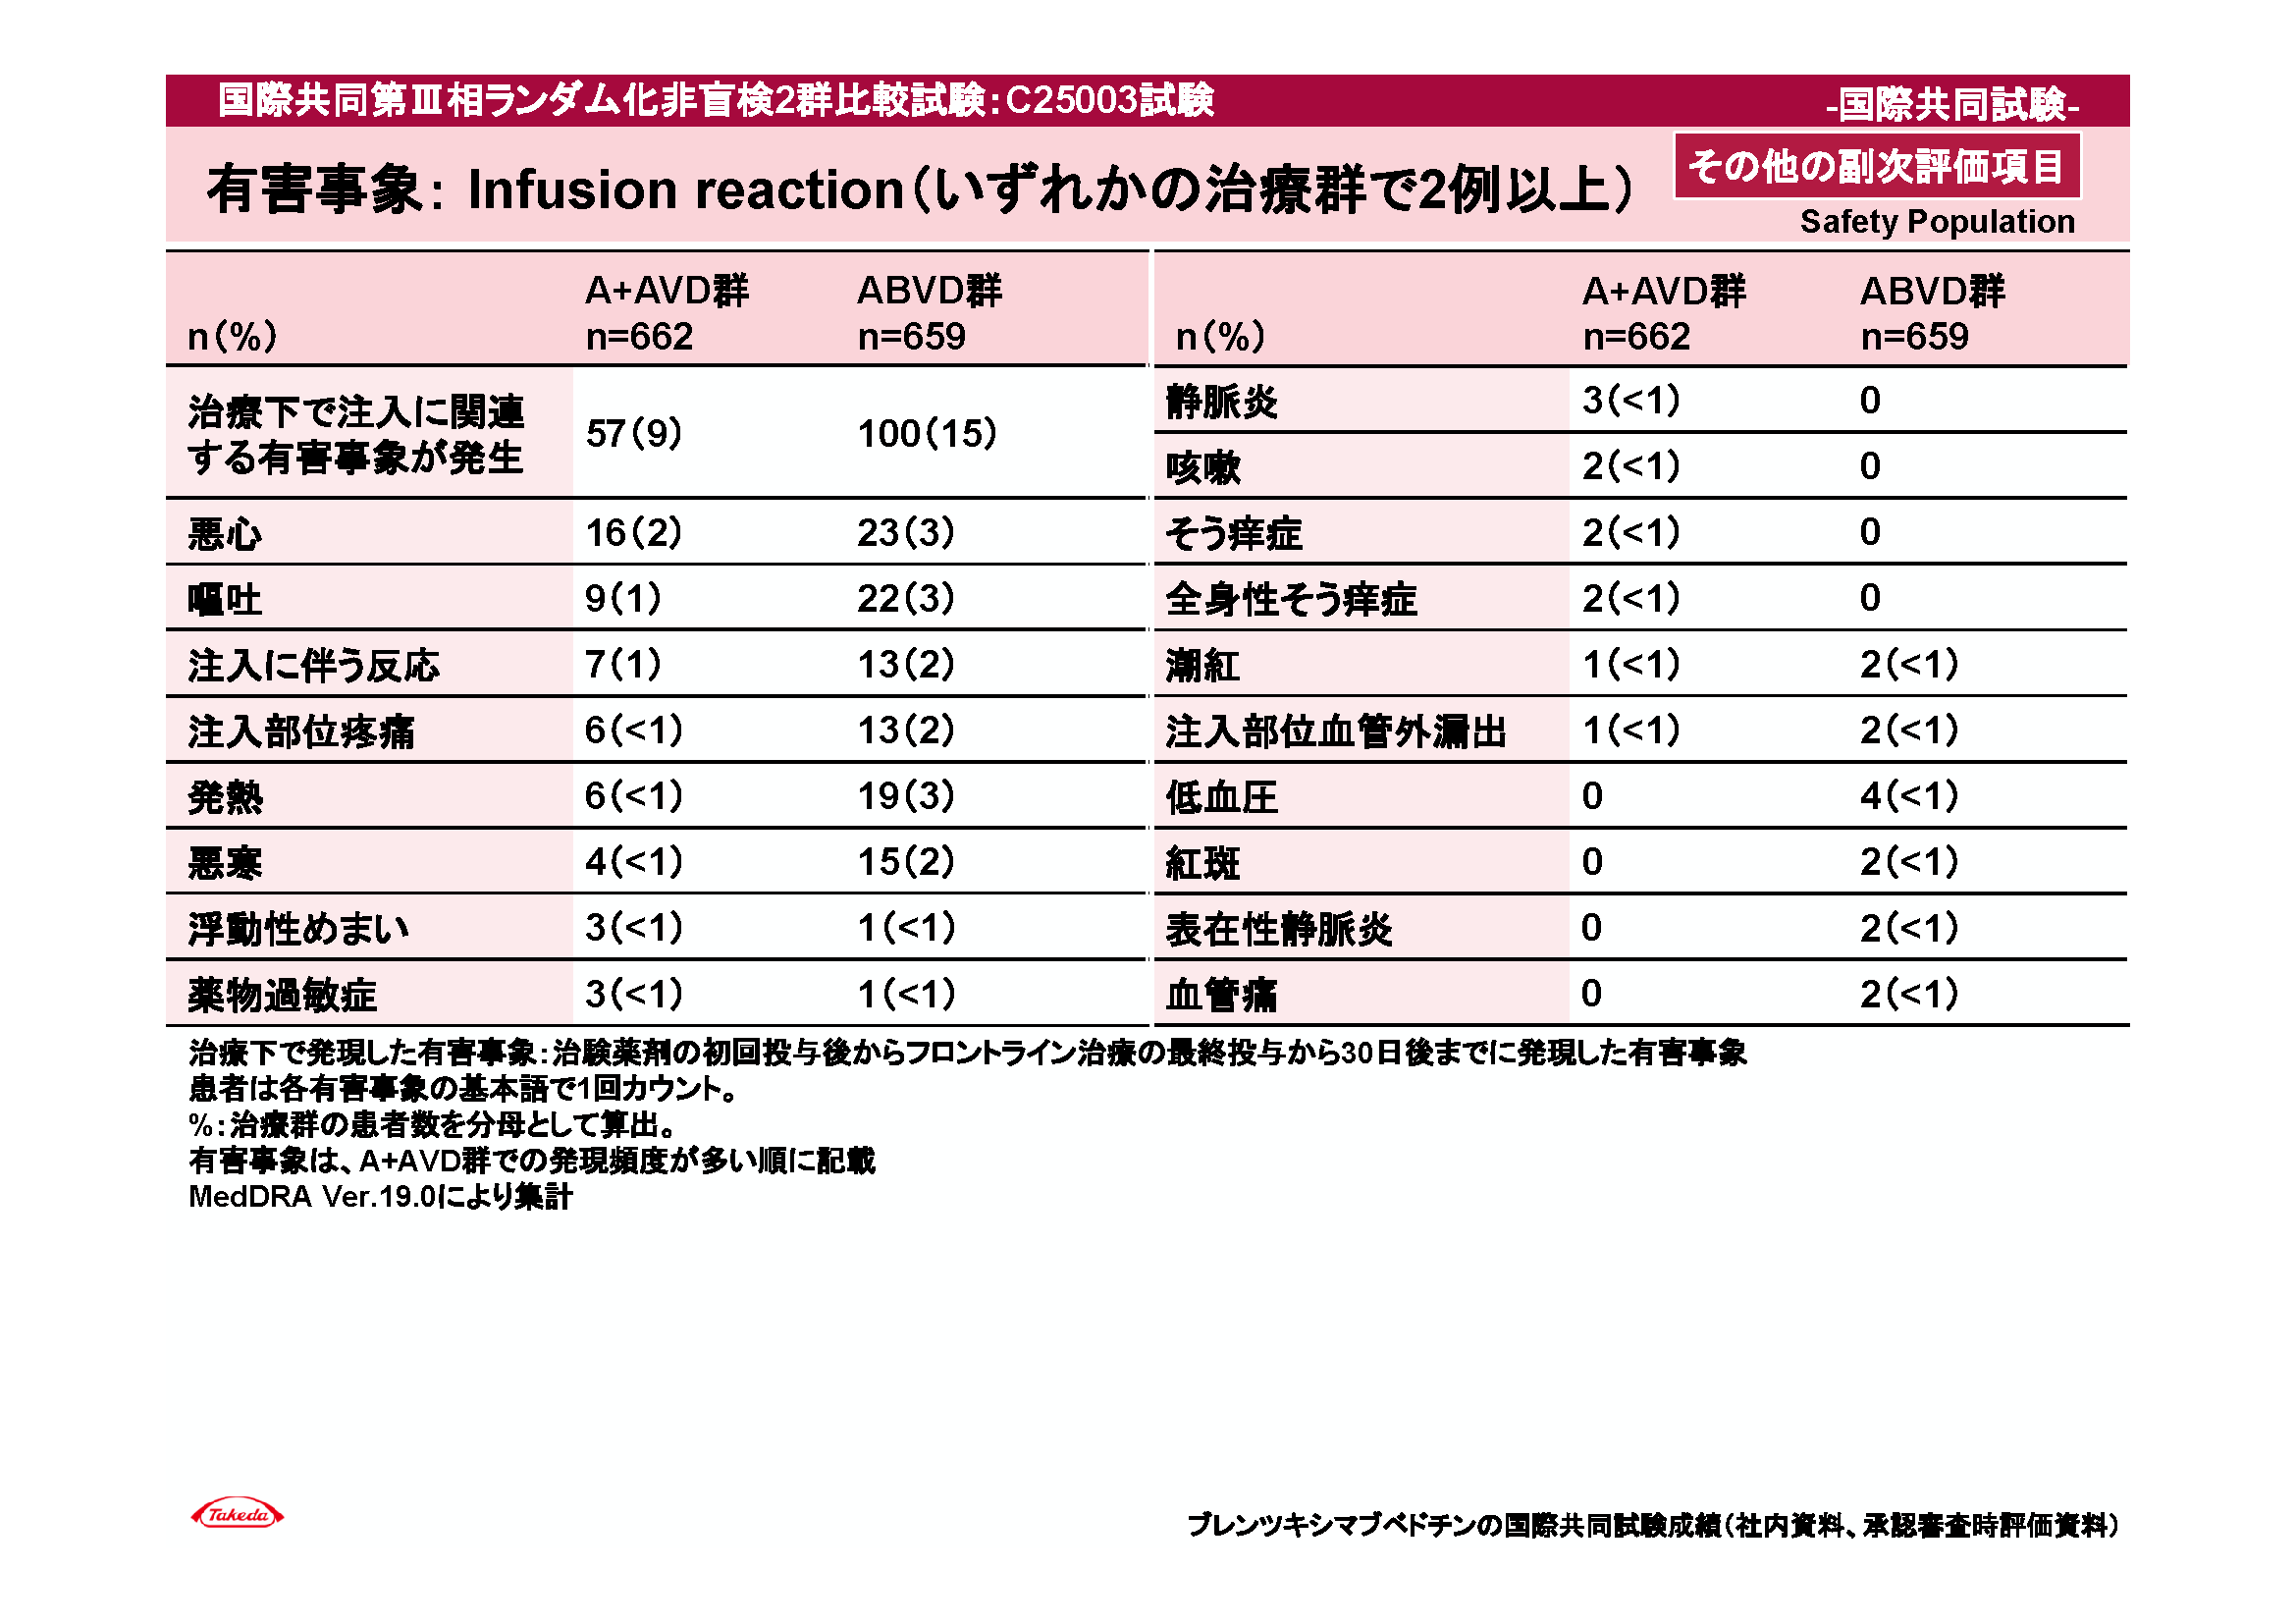 国際共同第Ⅲ相ランダム化非盲検2群比較試験：C25003試験
-国際共同試験-
有害事象： Infusion reaction（いずれかの治療群で2例以上）
その他の副次評価項目
Safety Population
n（%） A+AVD群 n=662 ABVD群 n=659
治療下で注入に関連
する有害事象が発生 57（9） 100（15）
悪心 16（2） 23（3）
嘔吐 9（1） 22（3）
注入に伴う反応 7（1） 13（2）
注入部位疼痛 6（<1） 13（2）
発熱 6（<1） 19（3）
悪寒 4（<1） 15（2）
浮動性めまい 3（<1） 1（<1）
薬物過敏症 3（<1） 1（<1）
n（%） A+AVD群 n=662 ABVD群 n=659
静脈炎 3（<1） 0
咳嗽 2（<1） 0
そう痒症 2（<1） 0
全身性そう痒症 2（<1） 0
潮紅 1（<1） 2（<1）
注入部位血管外漏出 1（<1） 2（<1）
低血圧 0 4（<1）
紅斑 0 2（<1）
表在性静脈炎 0 2（<1）
血管痛 0 2（<1）
治療下で発現した有害事象：治験薬剤の初回投与後からフロントライン治療の最終投与から30日後までに発現した有害事象
患者は各有害事象の基本語で1回カウント。
%：治療群の患者数を分母として算出。
有害事象は、A+AVD群での発現頻度が多い順に記載
MedDRA Ver.19.0により集計
Takeda
ブレンツキシマブベドチンの国際共同試験成績（社内資料、承認審査時評価資料）